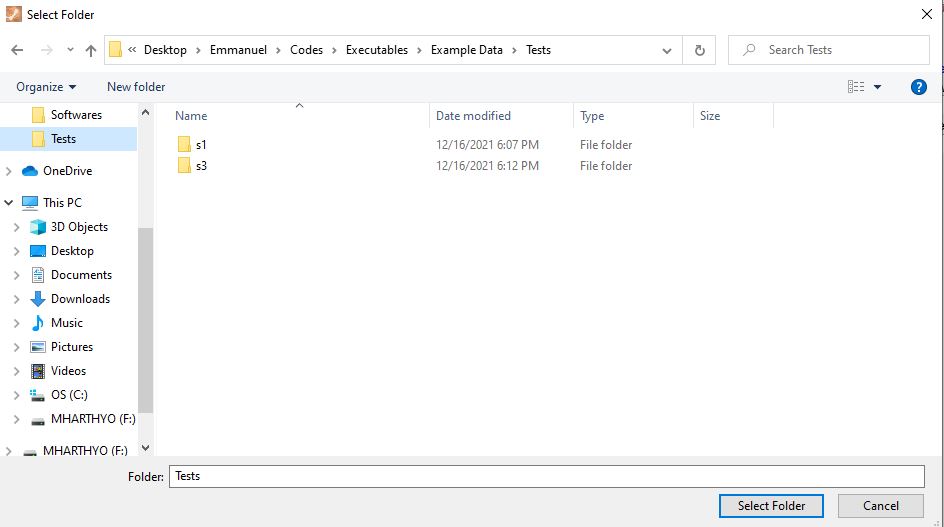 Select Folder
« Desktop › Emmanuel › Codes › Executables › Example Data › Tests
Search Tests
Organize New folder
Name Date modified Type Size
s1 12/16/2021 6:07 PM File folder
s3 12/16/2021 6:12 PM File folder
Softwares
Tests
OneDrive
This PC
3D Objects
Desktop
Documents
Downloads
Music
Pictures
Videos
OS (C:)
MHARTHYO (F:)
MHARTHYO (F:)
Folder: Tests
Select Folder Cancel